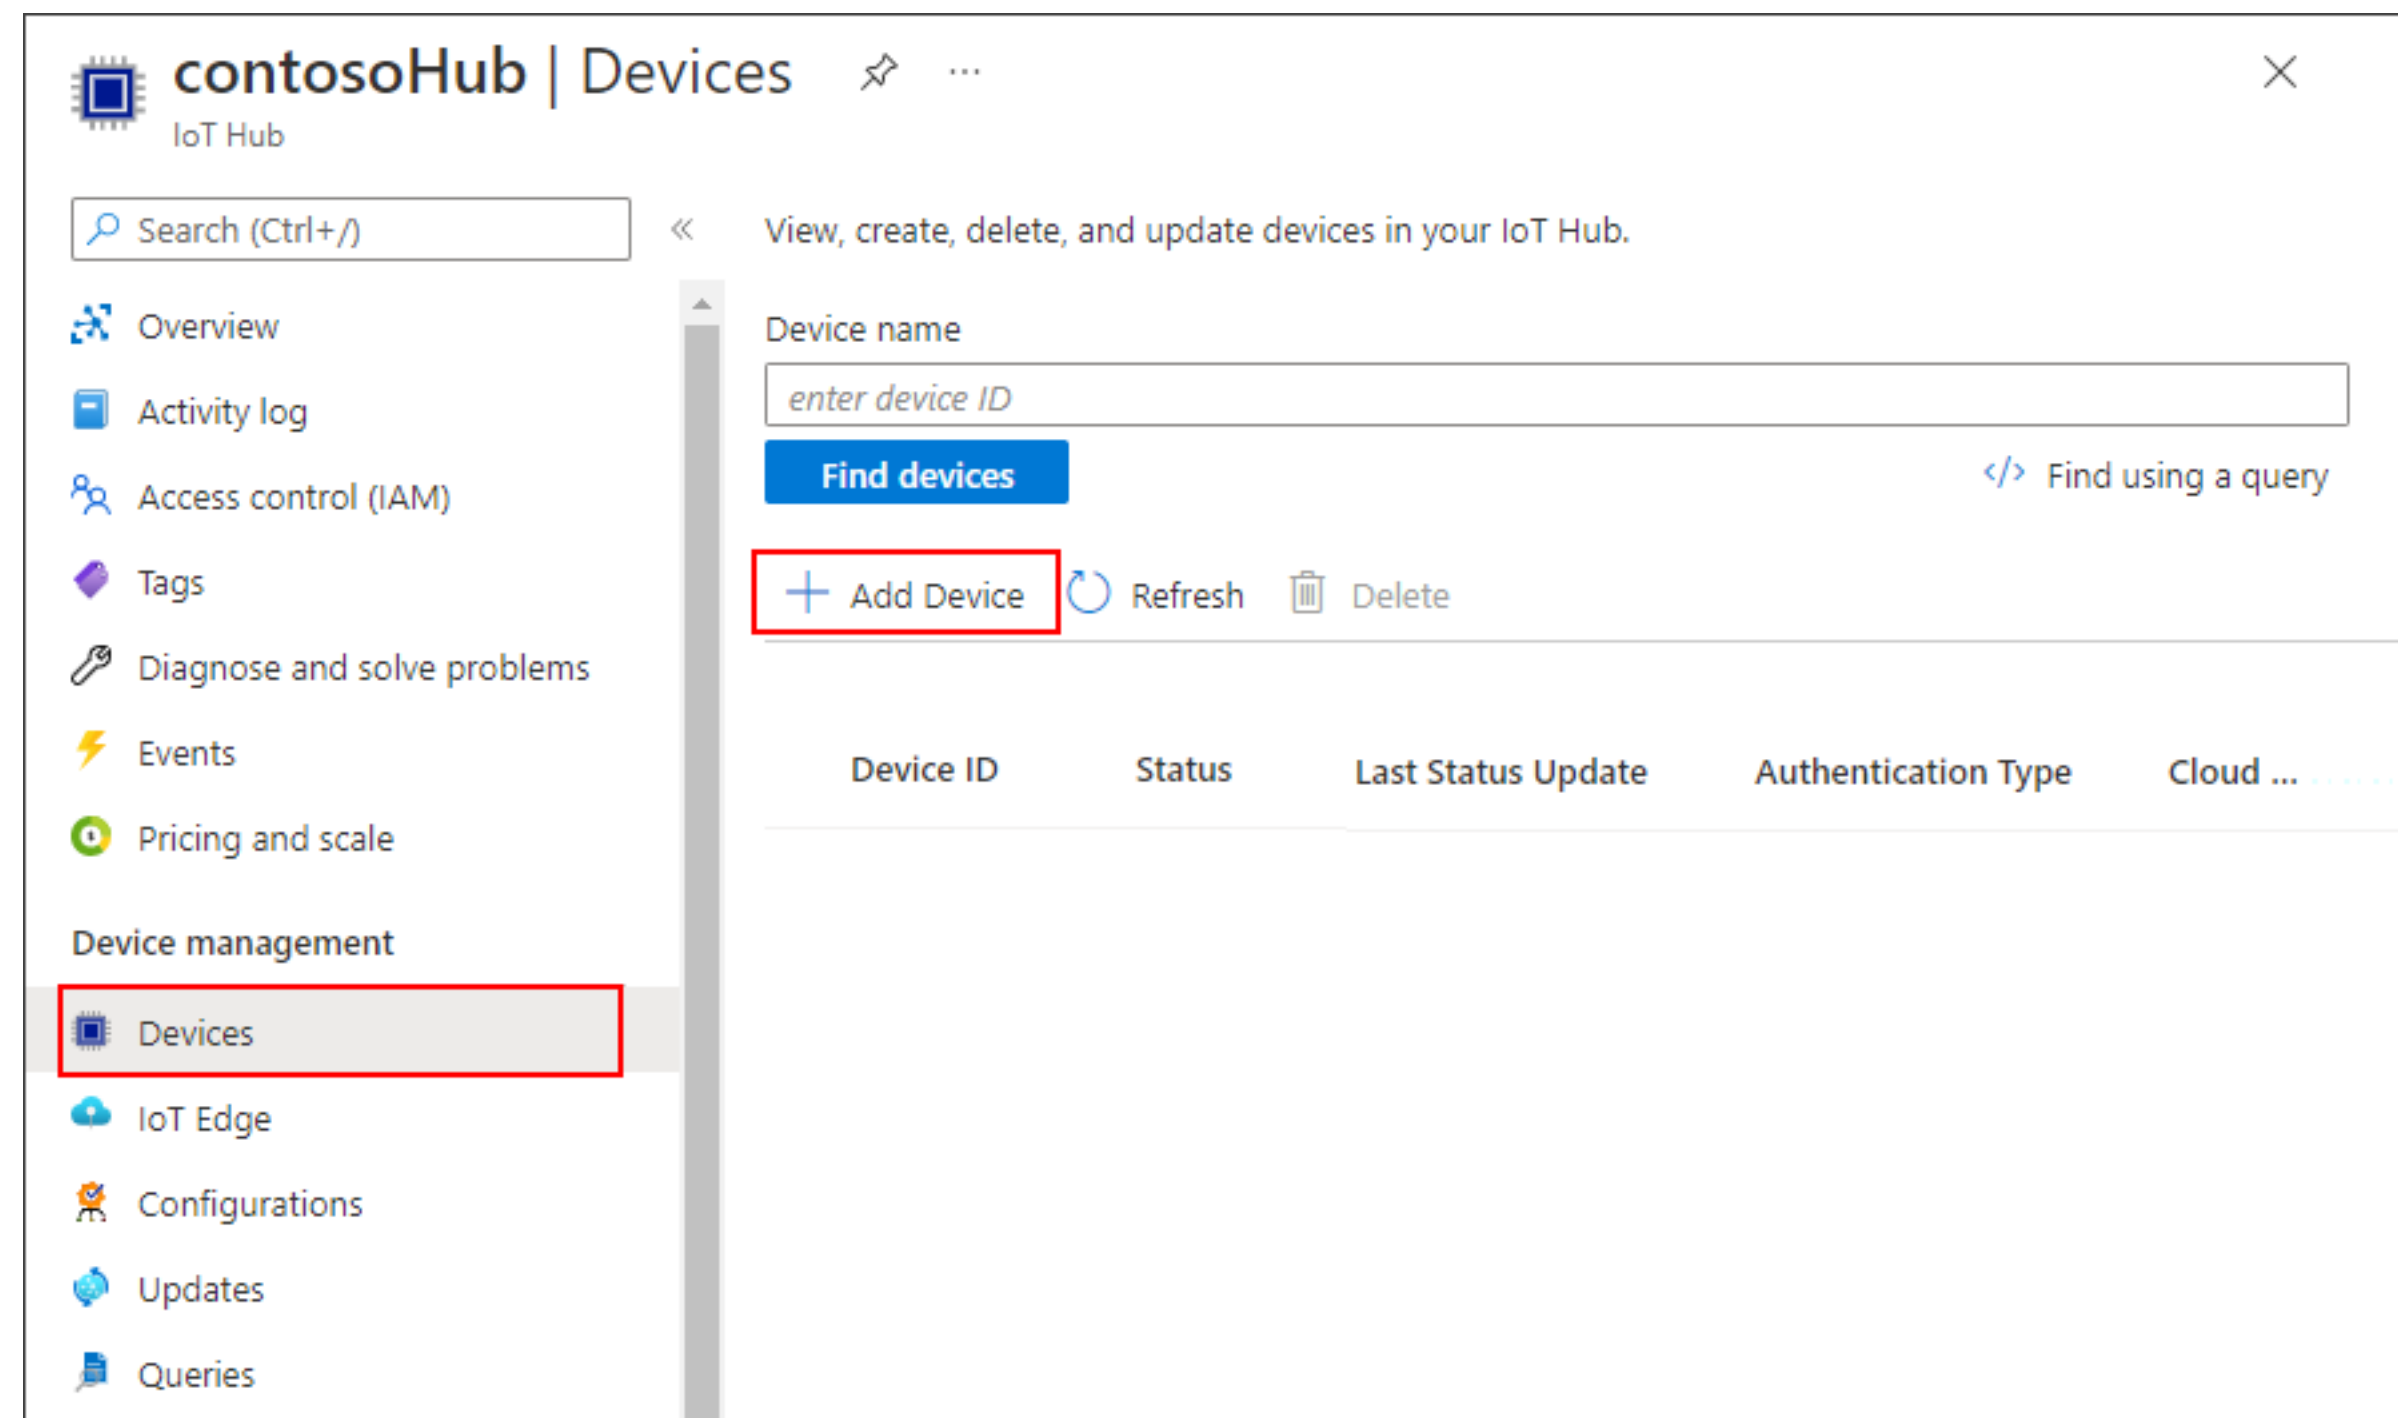 contosoHub | Devices
IoT Hub
Search (Ctrl+/)
Overview
Activity log
Access control (IAM)
Tags
Diagnose and solve problems
Events
Pricing and scale
Device management
Devices
IoT Edge
Configurations
Updates
Queries
View, create, delete, and update devices in your IoT Hub.
Device name
enter device ID
Find devices
</> Find using a query
Add Device Refresh Delete
Device ID Status Last Status Update Authentication Type Cloud ...